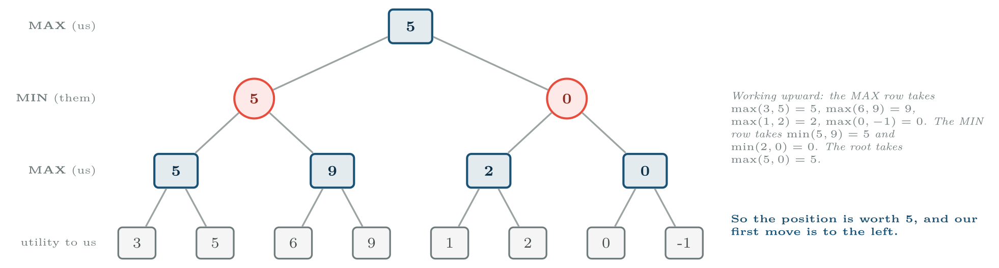 MAX (us)
5
MIN (them)
5
0
Working upward: the MAX row takes
max(3, 5) = 5, max(6, 9) = 9,
max(1, 2) = 2, max(0, −1) = 0. The MIN
row takes min(5, 9) = 5 and
min(2, 0) = 0. The root takes
max(5, 0) = 5.
MAX (us)
5
9
2
0
So the position is worth 5, and our
first move is to the left.
utility to us
3
5
6
9
1
2
0
-1